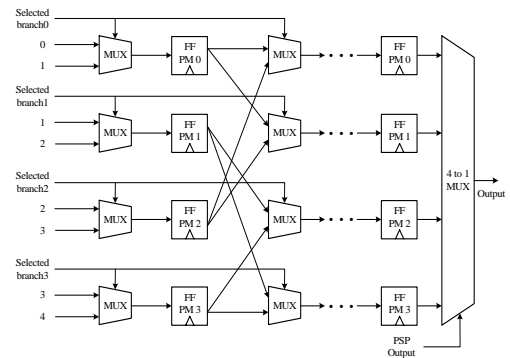 Selected
branch0
0
1
MUX
FF
PM 0
MUX
FF
PM 0
Selected
branch1
1
2
MUX
FF
PM 1
MUX
FF
PM 1
Selected
branch2
2
3
MUX
FF
PM 2
MUX
FF
PM 2
Selected
branch3
3
4
MUX
FF
PM 3
MUX
FF
PM 3
4 to 1
MUX
Output
PSP
Output